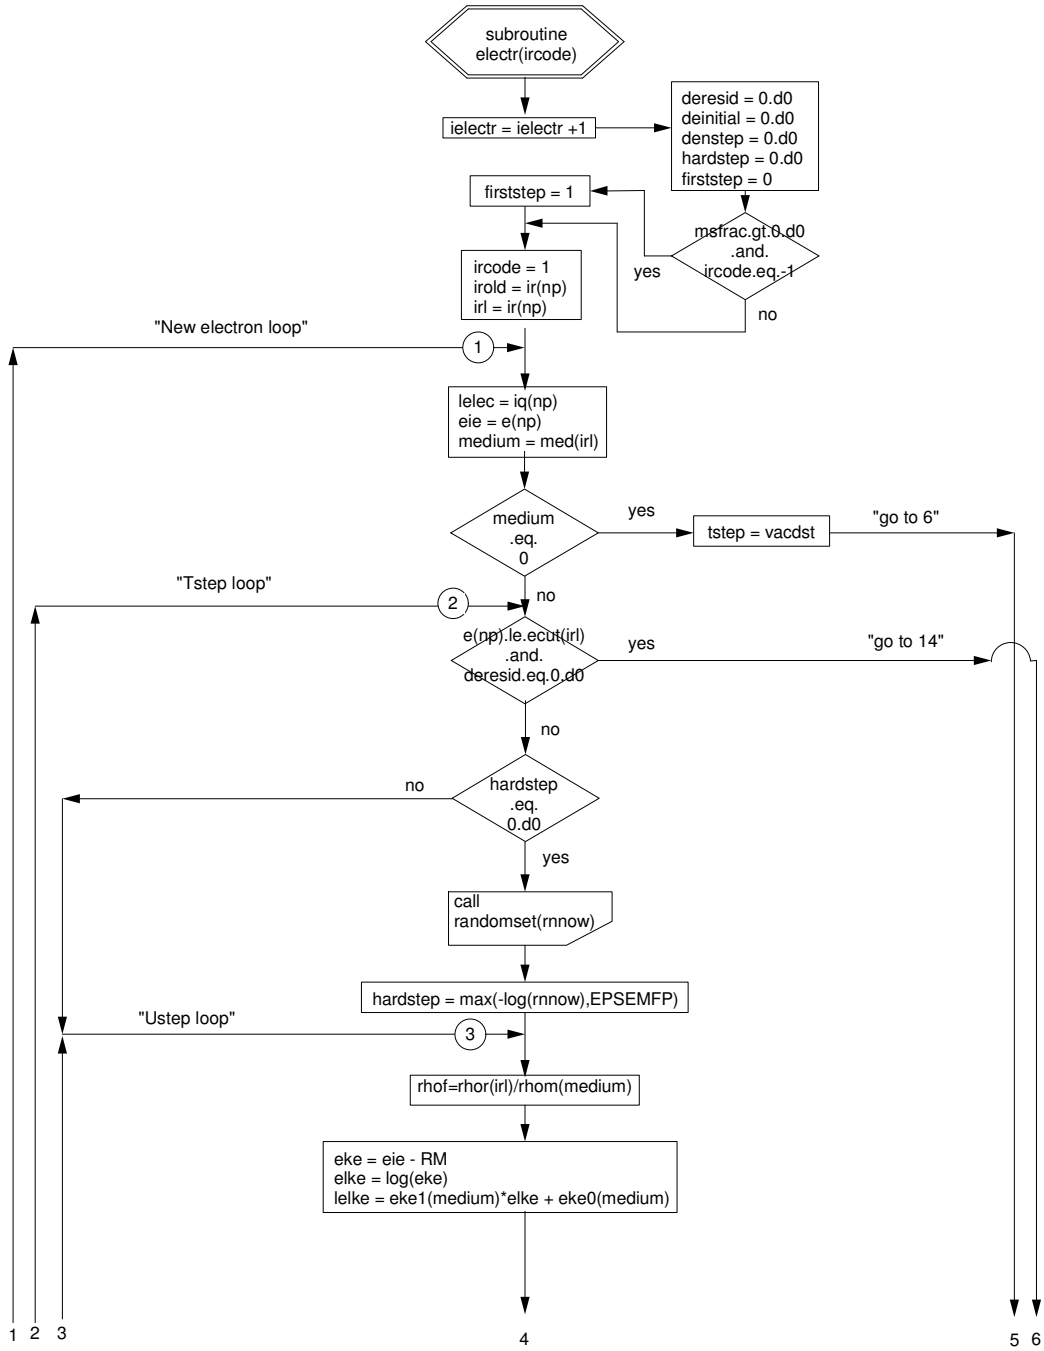 subroutine
electr(ircode)
ielectr = ielectr +1
deresid = 0.d0
deinitial = 0.d0
denstep = 0.d0
hardstep = 0.d0
firststep = 0
firststep = 1
msfrac.gt.0.d0
.and.
ircode.eq.-1
yes
no
ircode = 1
irold = ir(np)
irl = ir(np)
"New electron loop"
1
lelec = iq(np)
eie = e(np)
medium = med(irl)
medium
.eq.
0
yes
tstep = vacdst
"go to 6"
no
"Tstep loop"
2
e(np).le.ecut(irl)
.and.
deresid.eq.0.d0
yes
"go to 14"
no
hardstep
.eq.
0.d0
no
yes
call
randomset(rnnow)
hardstep = max(-log(rnnow),EPSEMFP)
"Ustep loop"
3
rhof=rhor(irl)/rhom(medium)
eke = eie - RM
elke = log(eke)
lelke = eke1(medium)*elke + eke0(medium)
1 2 3 4 5 6